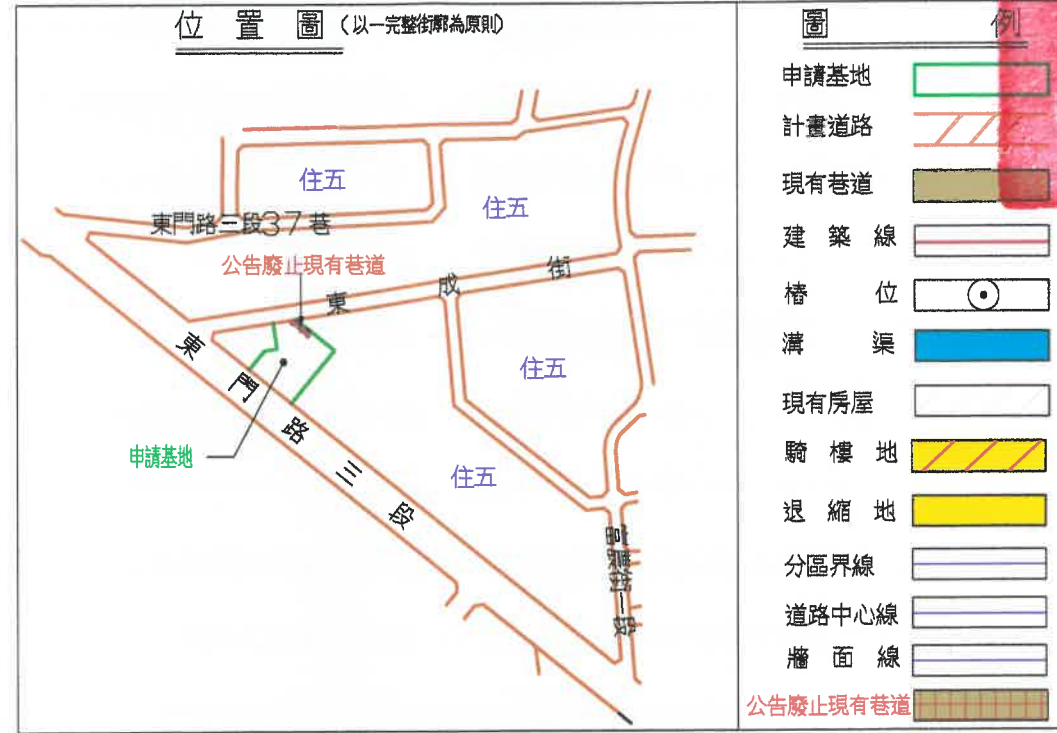 位置圖(以一完整街廓為原則)
住五
住五
東門路三段37巷
公告廢止現有巷道
東成街
住五
東門路三段
申請基地
住五
富農街一段
圖例
申請基地
計畫道路
現有巷道
建築線
樁位
溝渠
現有房屋
騎樓地
退縮地
分區界線
道路中心線
牆面線
公告廢止現有巷道